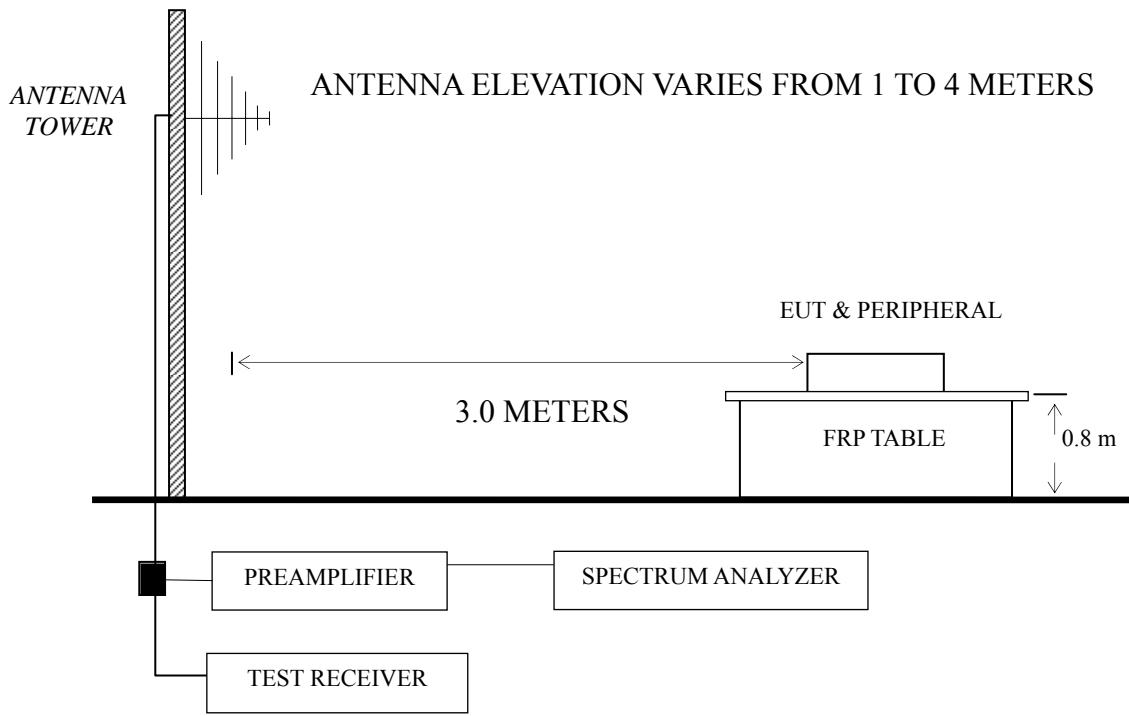 ANTENNA ELEVATION VARIES FROM 1 TO 4 METERS
ANTENNA
TOWER
EUT & PERIPHERAL
3.0 METERS
FRP TABLE
0.8 m
PREAMPLIFIER
SPECTRUM ANALYZER
TEST RECEIVER